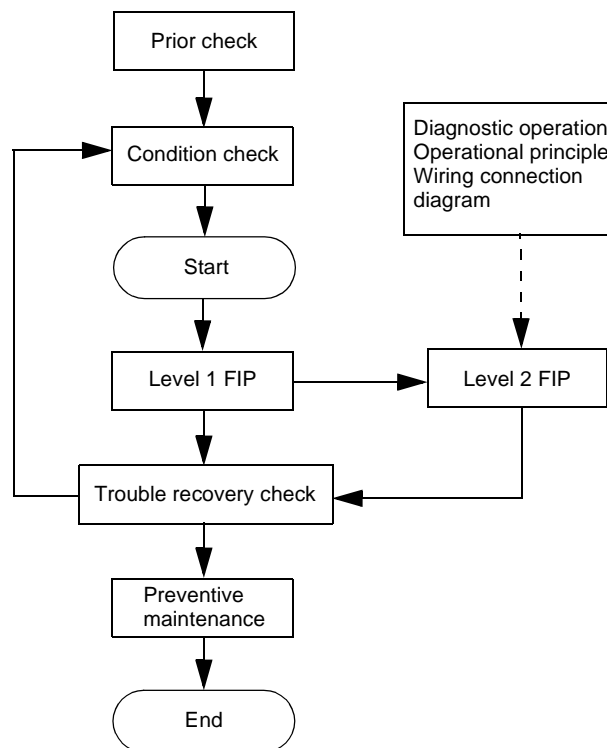 Prior check
Condition check
Diagnostic operation
Operational principle
Wiring connection
diagram
Start
Level 1 FIP
Level 2 FIP
Trouble recovery check
Preventive
maintenance
End